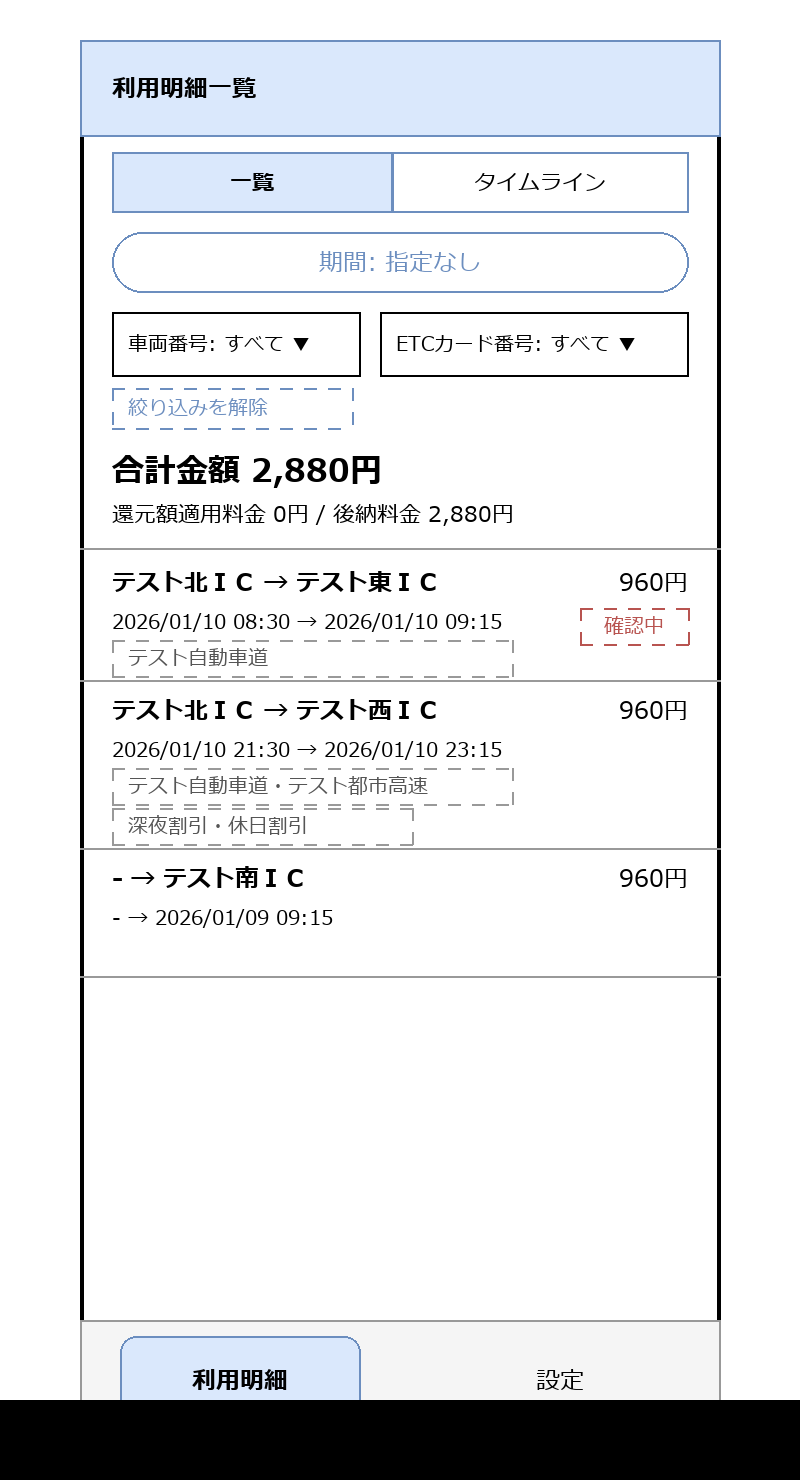 利用明細一覧
一覧 タイムライン
期間: 指定なし
車両番号: すべて ▼ ETCカード番号: すべて ▼
絞り込みを解除
合計金額 2,880円
還元額適用料金 0円 / 後納料金 2,880円
テスト北ＩＣ → テスト東ＩＣ 960円
2026/01/10 08:30 → 2026/01/10 09:15 確認中
テスト自動車道
テスト北ＩＣ → テスト西ＩＣ 960円
2026/01/10 21:30 → 2026/01/10 23:15
テスト自動車道・テスト都市高速
深夜割引・休日割引
- → テスト南ＩＣ 960円
- → 2026/01/09 09:15
利用明細 設定